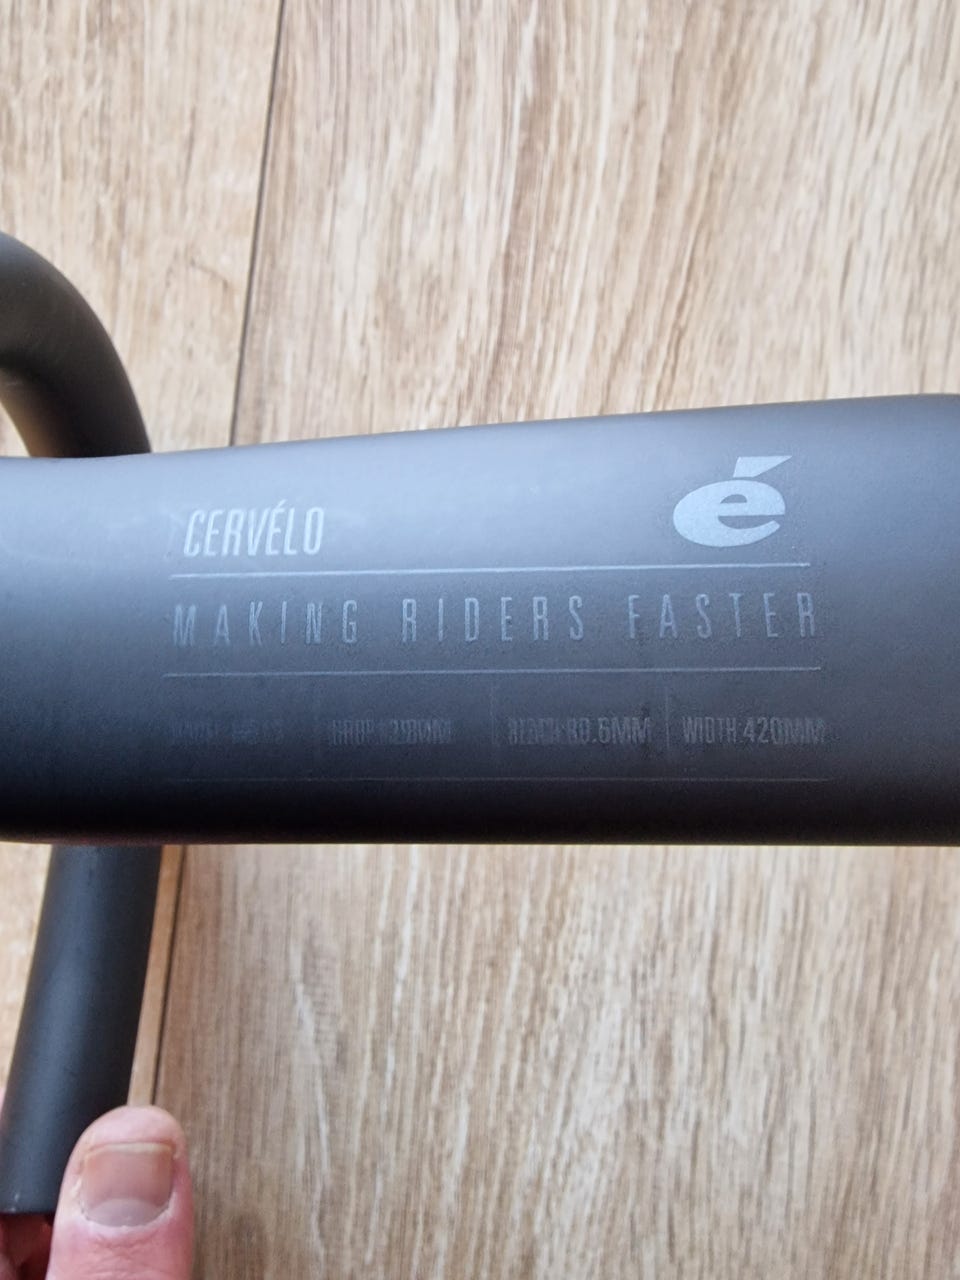 CERVÉLO é
MAKING RIDERS FASTER
REACH:80.6MM WIDTH:420MM